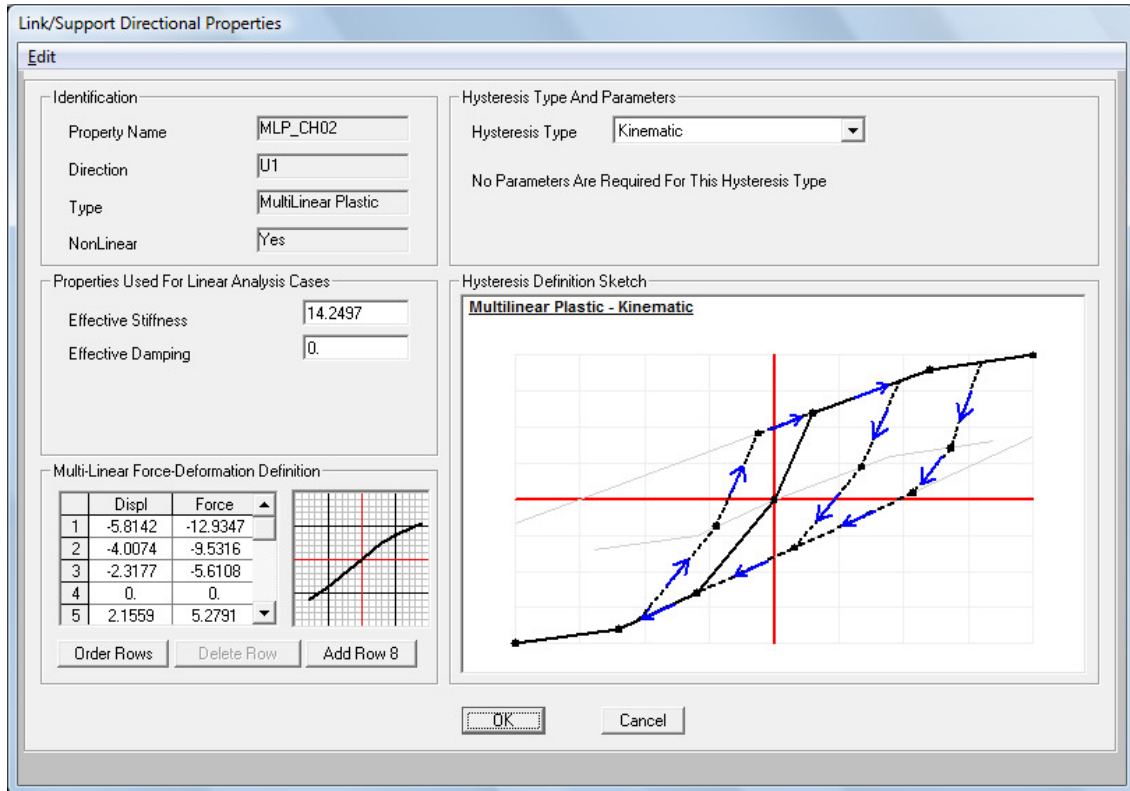 Link/Support Directional Properties
Edit
Identification
Property Name MLP_CH02
Direction U1
Type MultiLinear Plastic
NonLinear Yes
Hysteresis Type And Parameters
Hysteresis Type Kinematic
No Parameters Are Required For This Hysteresis Type
Properties Used For Linear Analysis Cases
Effective Stiffness 14.2497
Effective Damping 0.
Hysteresis Definition Sketch
Multilinear Plastic - Kinematic
Multi-Linear Force-Deformation Definition
Displ Force
1 -5.8142 -12.9347
2 -4.0074 -9.5316
3 -2.3177 -5.6108
4 0. 0.
5 2.1559 5.2791
Order Rows Delete Row Add Row 8
OK Cancel